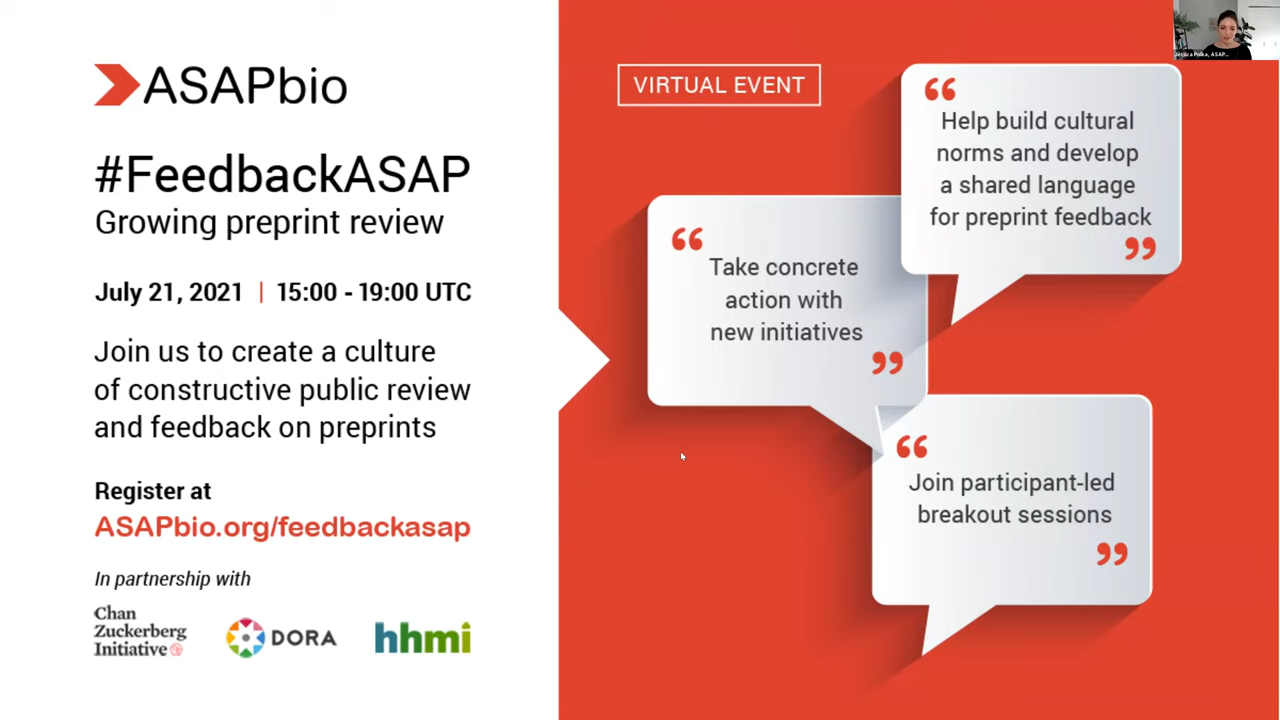 ASAPbio
#FeedbackASAP
Growing preprint review
July 21, 2021 | 15:00 - 19:00 UTC
Join us to create a culture
of constructive public review
and feedback on preprints
Register at
ASAPbio.org/feedbackasap
In partnership with
Chan
Zuckerberg
Initiative
DORA
hhmi
VIRTUAL EVENT
“
Help build cultural
norms and develop
a shared language
for preprint feedback
”
“
Take concrete
action with
new initiatives
”
“
Join participant-led
breakout sessions
”
Jessica Polka, ASAP...